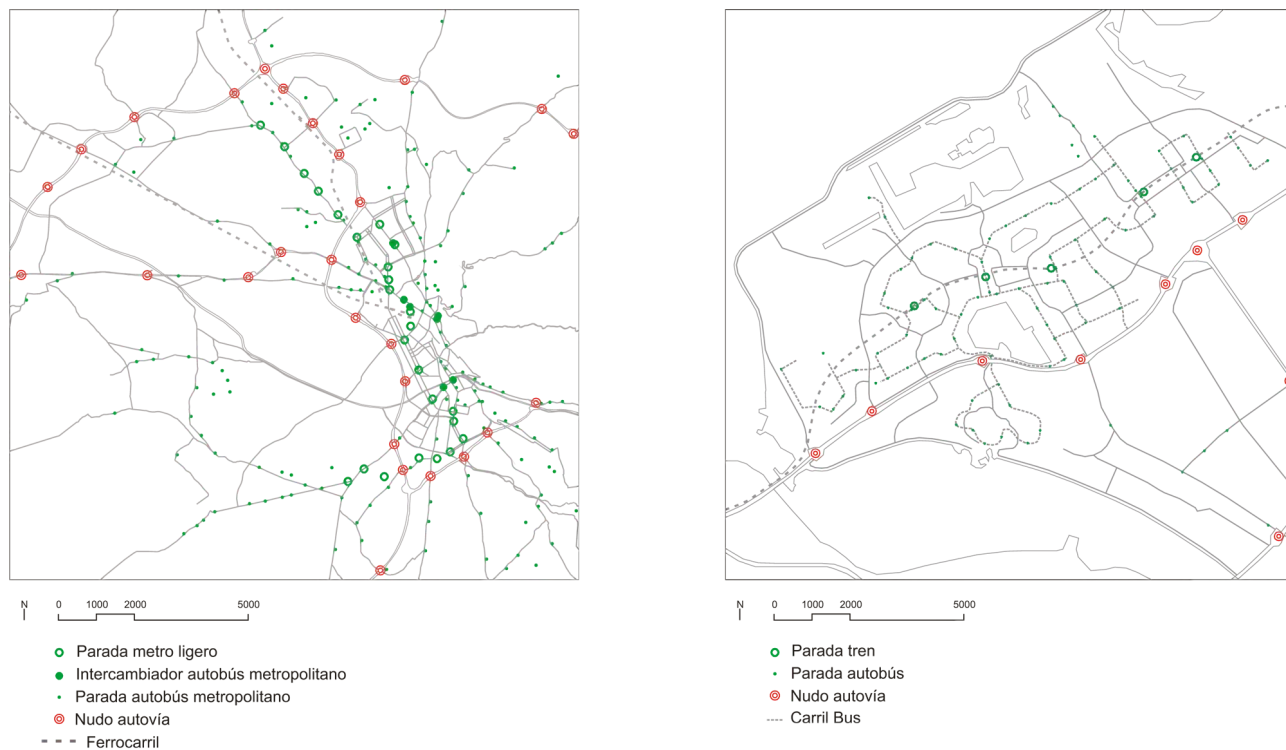 N 0 1000 2000 5000
Parada metro ligero
Intercambiador autobús metropolitano
Parada autobús metropolitano
Nudo autovía
Ferrocarril
N 0 1000 2000 5000
Parada tren
Parada autobús
Nudo autovía
Carril Bus